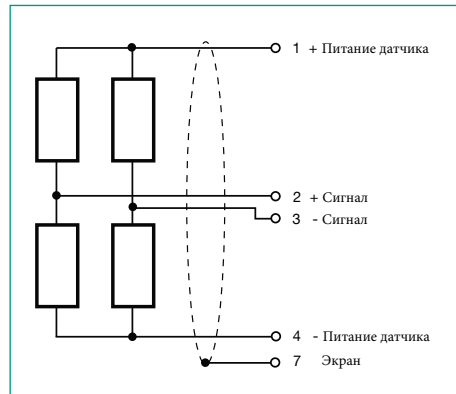 1 + Питание датчика
2 + Сигнал
3 - Сигнал
4 - Питание датчика
7 Экран